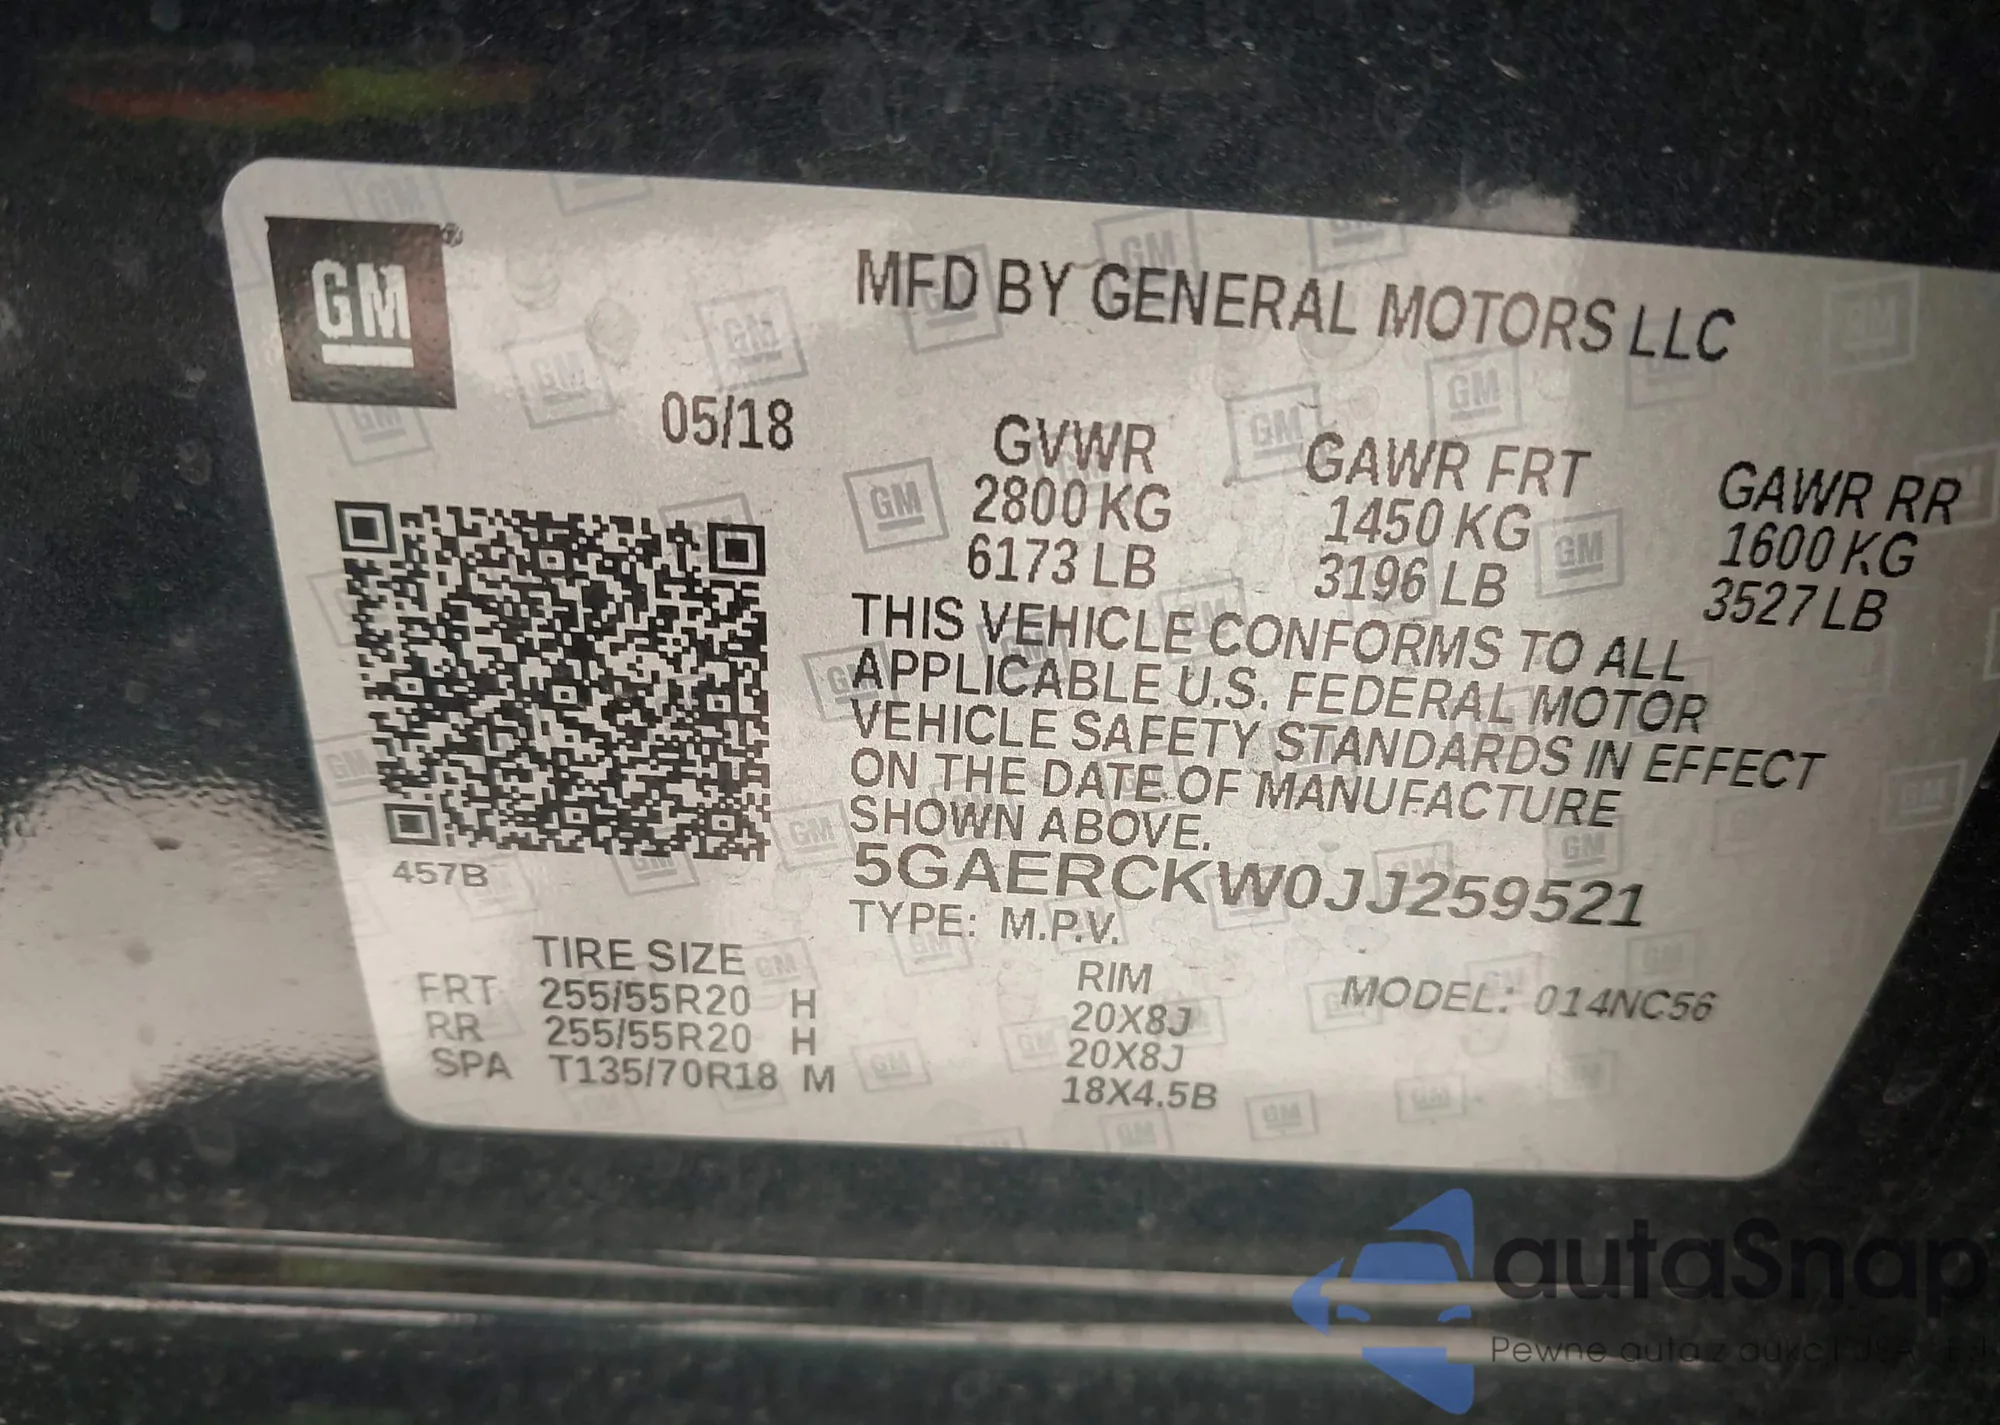 GM
MFD BY GENERAL MOTORS LLC
05/18
GVWR GAWR FRT GAWR RR
2800 KG 1450 KG 1600 KG
6173 LB 3196 LB 3527 LB
THIS VEHICLE CONFORMS TO ALL
APPLICABLE U.S. FEDERAL MOTOR
VEHICLE SAFETY STANDARDS IN EFFECT
ON THE DATE OF MANUFACTURE
SHOWN ABOVE.
457B
5GAERCKW0JJ259521
TYPE: M.P.V.
TIRE SIZE RIM MODEL: 014NC56
FRT 255/55R20 H 20X8J
RR 255/55R20 H 20X8J
SPA T135/70R18 M 18X4.5B
autaSnap
Pewne auta z aukcji